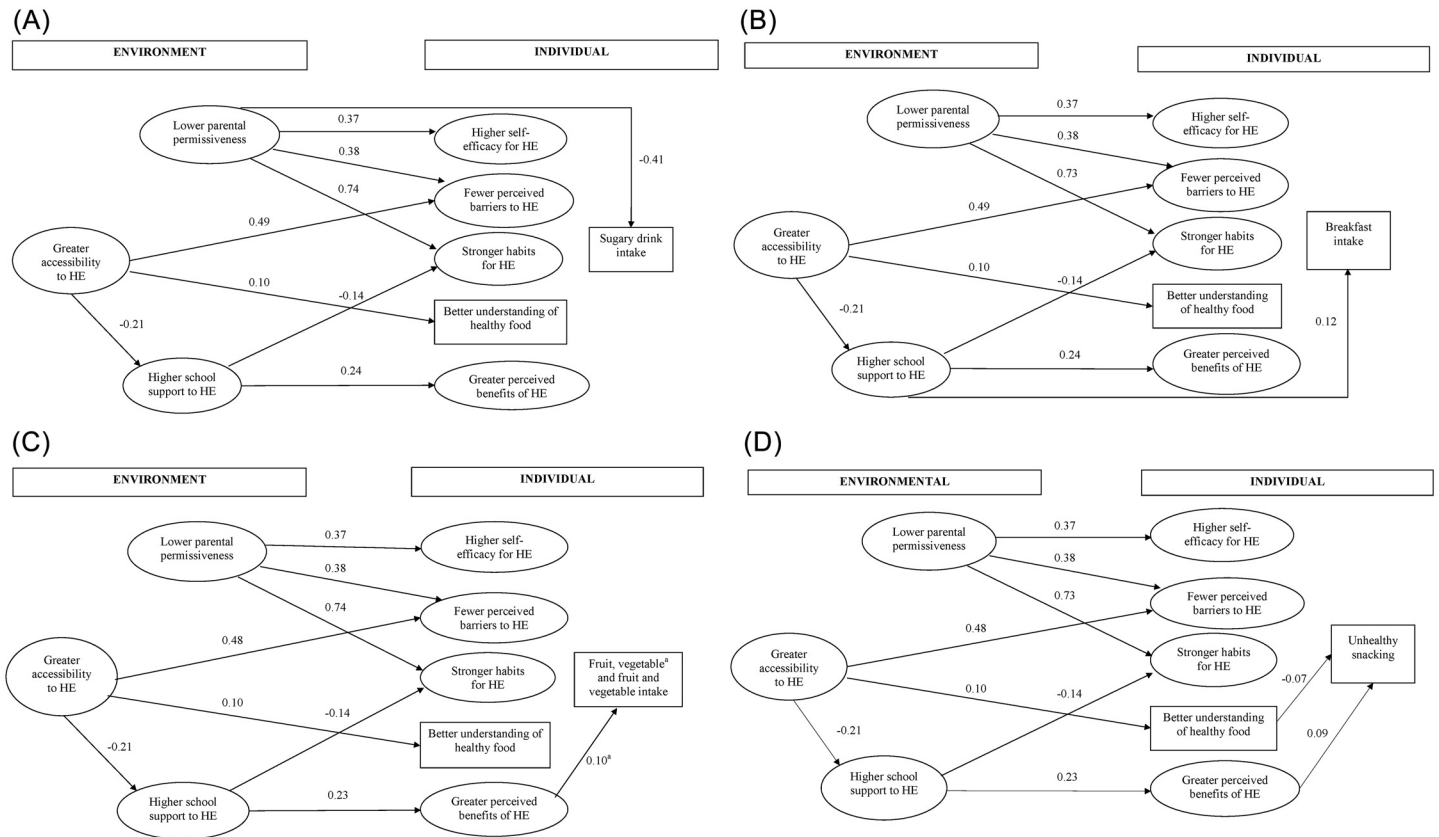 (A)
ENVIRONMENT
INDIVIDUAL
Lower parental
permissiveness
0.37
Higher self-
efficacy for HE
0.38
-0.41
0.74
Fewer perceived
barriers to HE
0.49
Greater
accessibility
to HE
Stronger habits
for HE
Sugary drink
intake
0.10
-0.14
Better understanding of
healthy food
-0.21
Higher school
support to HE
0.24
Greater perceived
benefits of HE
(B)
ENVIRONMENT
INDIVIDUAL
Lower parental
permissiveness
0.37
Higher self-
efficacy for HE
0.38
0.73
Fewer perceived
barriers to HE
0.49
Greater
accessibility
to HE
Stronger habits
for HE
Breakfast
intake
0.10
-0.14
Better understanding
of healthy food
0.12
-0.21
Higher school
support to HE
0.24
Greater perceived
benefits of HE
(C)
ENVIRONMENT
INDIVIDUAL
Lower parental
permissiveness
0.37
Higher self-
efficacy for HE
0.38
0.74
Fewer perceived
barriers to HE
0.48
Greater
accessibility
to HE
Stronger habits
for HE
Fruit, vegetableᵃ
and fruit and
vegetable intake
0.10
-0.14
Better understanding of
healthy food
-0.21
0.10ᵃ
Higher school
support to HE
0.23
Greater perceived
benefits of HE
(D)
ENVIRONMENTAL
INDIVIDUAL
Lower parental
permissiveness
0.37
Higher self-
efficacy for HE
0.38
0.73
Fewer perceived
barriers to HE
0.48
Greater
accessibility
to HE
Stronger habits
for HE
Unhealthy
snacking
-0.07
0.10
-0.14
Better understanding
of healthy food
0.09
-0.21
Higher school
support to HE
0.23
Greater perceived
benefits of HE